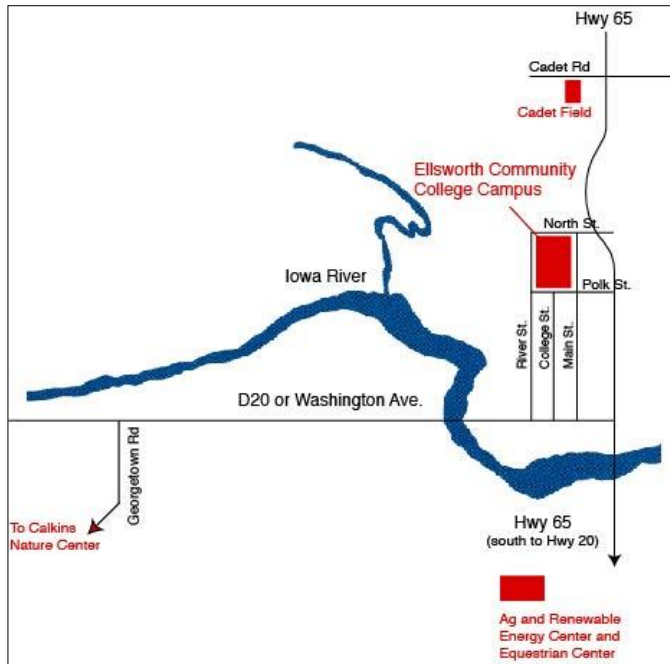 Hwy 65
Cadet Rd
Cadet Field
Ellsworth Community
College Campus
North St.
Iowa River
Polk St.
River St.
College St.
Main St.
D20 or Washington Ave.
Georgetown Rd
To Calkins
Nature Center
Hwy 65
(south to Hwy 20)
Ag and Renewable
Energy Center and
Equestrian Center